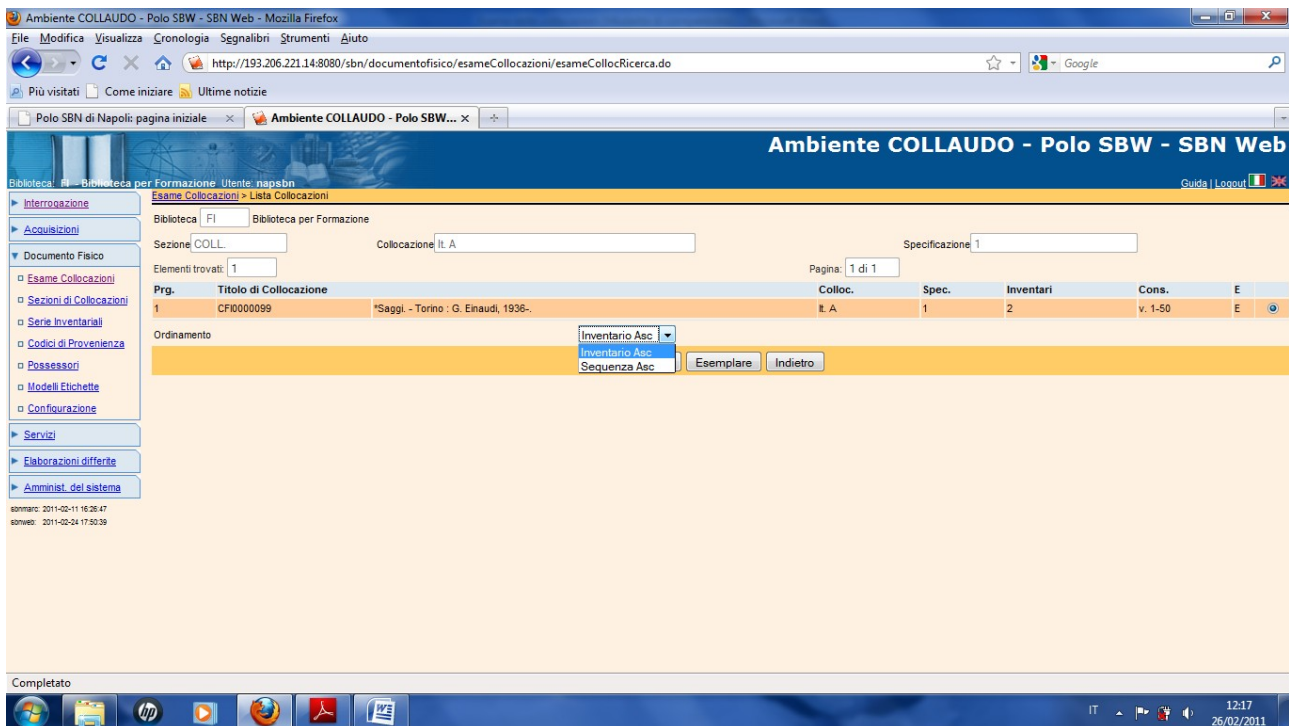 Ambiente COLLAUDO - Polo SBW - SBN Web - Mozilla Firefox
File Modifica Visualizza Cronologia Segnalibri Strumenti Aiuto
http://193.206.221.14:8080/sbn/documentofisico/esameCollocazioni/esameCollocRicerca.do
Google
Più visitati Come iniziare Ultime notizie
Polo SBN di Napoli: pagina iniziale
Ambiente COLLAUDO - Polo SBW...
Ambiente COLLAUDO - Polo SBW - SBN Web
Biblioteca: FI - Biblioteca per Formazione Utente: napsbn
Guida | Logout
Esame Collocazioni > Lista Collocazioni
Interrogazione
Acquisizioni
Documento Fisico
Esame Collocazioni
Sezioni di Collocazioni
Serie Inventariali
Codici di Provenienza
Possessori
Modelli Etichette
Configurazione
Servizi
Elaborazioni differite
Amminist. del sistema
sbnmarc: 2011-02-11 16:26:47
sbnweb: 2011-02-24 17:50:39
Biblioteca FI Biblioteca per Formazione
Sezione COLL. Collocazione It. A Specificazione 1
Elementi trovati: 1 Pagina: 1 di 1
Prg. Titolo di Collocazione Colloc. Spec. Inventari Cons. E
1 CFI0000099 *Saggi. - Torino : G. Einaudi, 1936-. It. A 1 2 v. 1-50 E
Ordinamento Inventario Asc
Inventario Asc
Sequenza Asc
Esemplare Indietro
Completato
IT
12:17
26/02/2011